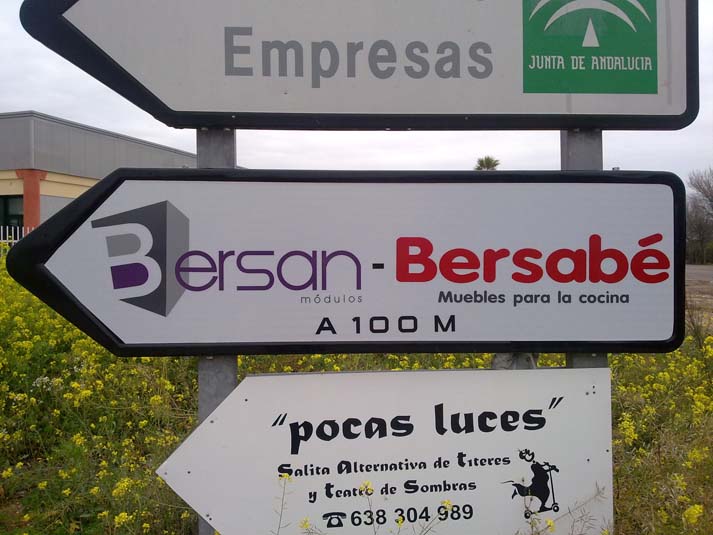 Empresas
JUNTA DE ANDALUCIA
Bersan - Bersabé
módulos
Muebles para la cocina
A 100 M
"pocas luces"
Salita Alternativa de títeres
y teatro de Sombras
☎ 638 304 989